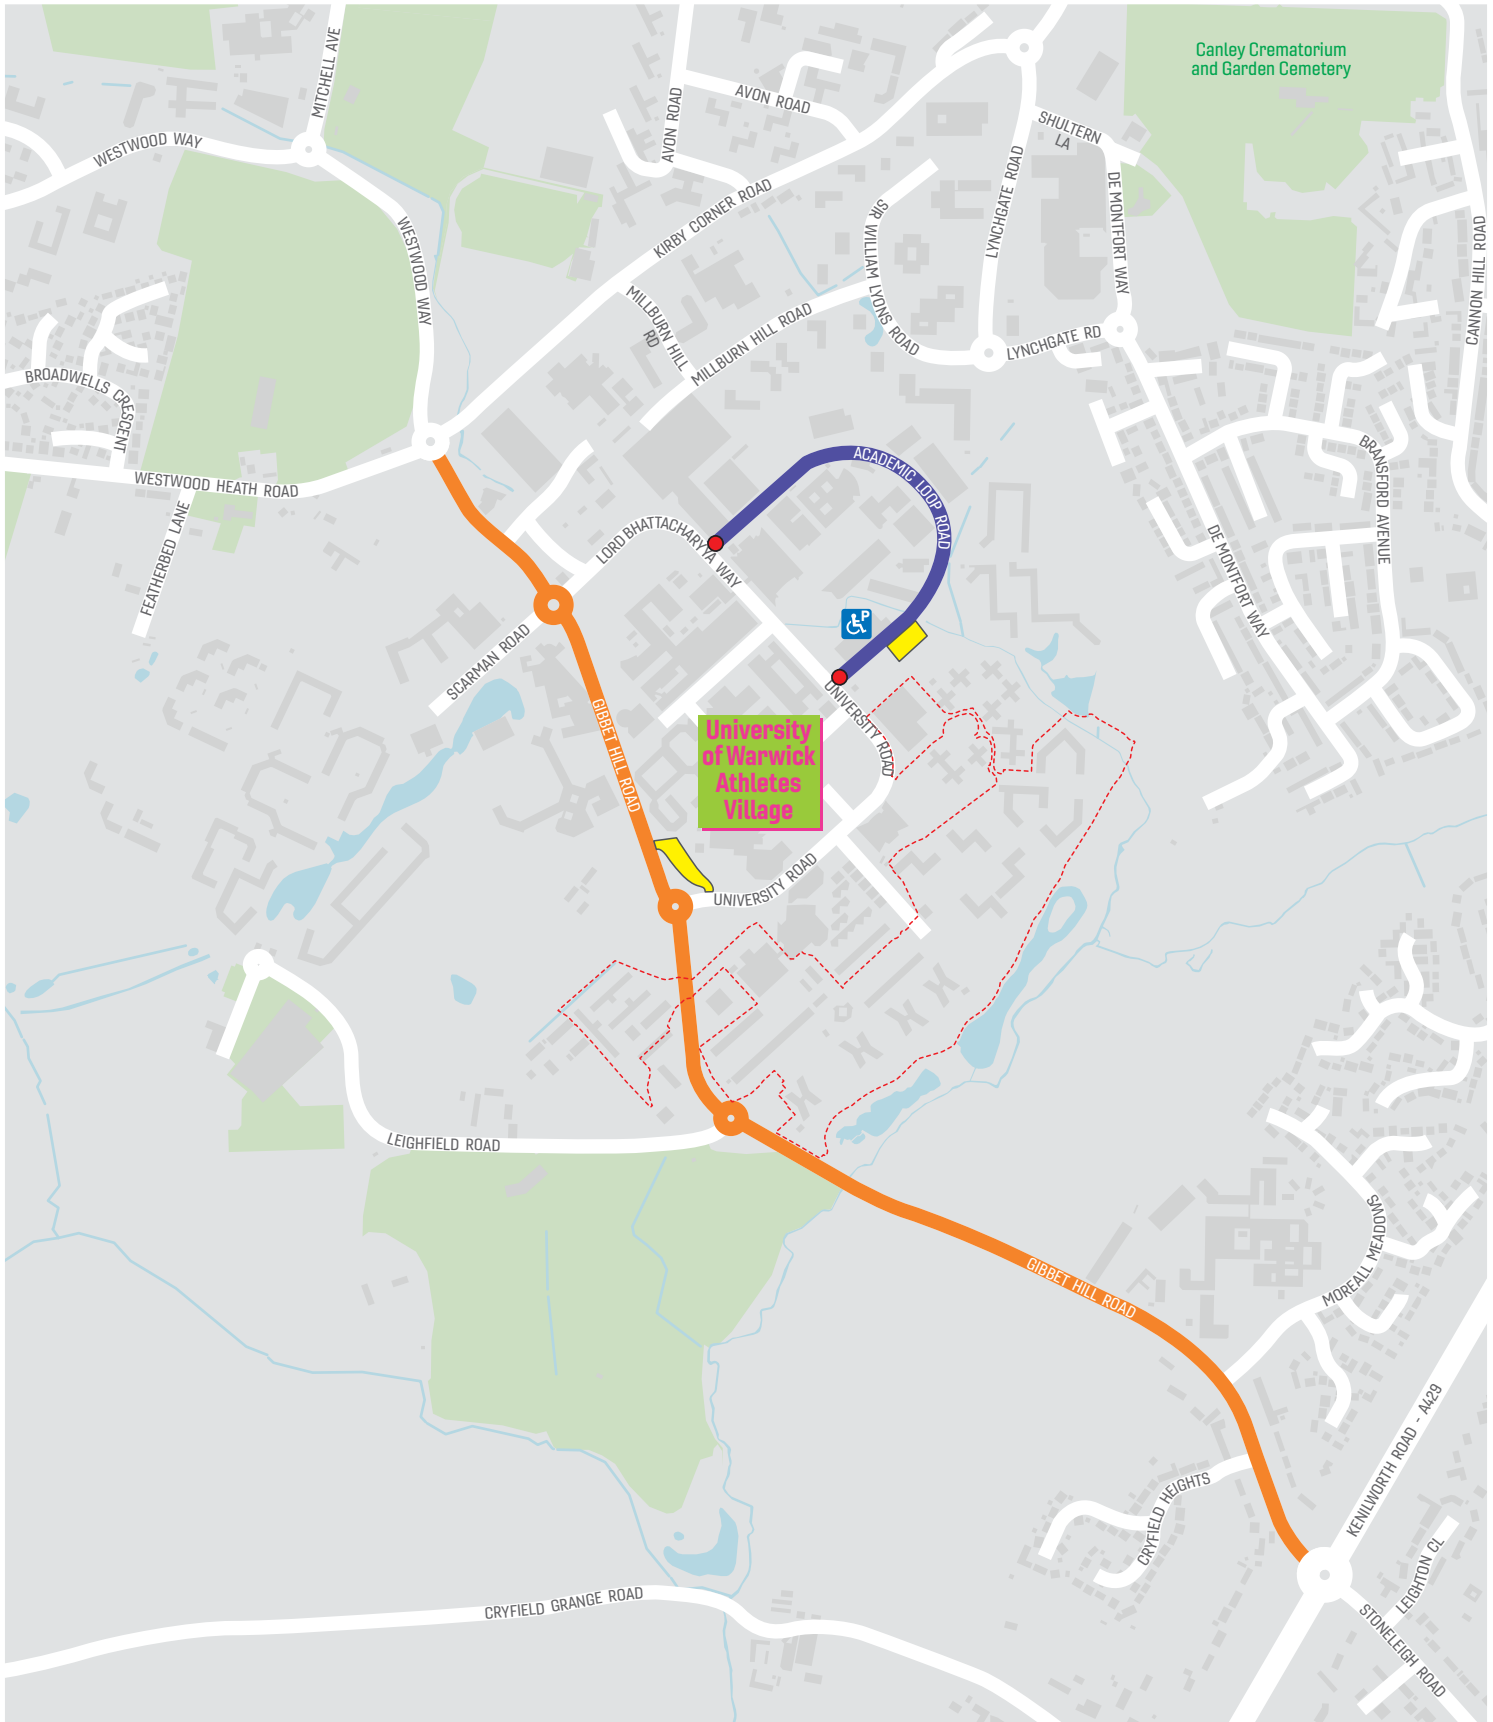 Canley Crematorium
and Garden Cemetery
MITCHELL AVE
AVON ROAD
AVON ROAD
SHULTERN
LA
WESTWOOD WAY
LYNCHGATE ROAD
DE MONTFORT WAY
KIRBY CORNER ROAD
SIR WILLIAM LYONS ROAD
CANNON HILL ROAD
WESTWOOD WAY
MILLBURN HILL
RD
MILLBURN HILL ROAD
LYNCHGATE RD
BROADWELLS CRESCENT
BRANSFORD AVENUE
ACADEMIC LOOP ROAD
WESTWOOD HEATH ROAD
FEATHERBED LANE
LORD BHATTACHARYYA WAY
DE MONTFORT WAY
P
SCARMAN ROAD
UNIVERSITY ROAD
GIBBET HILL ROAD
University
of Warwick
Athletes
Village
UNIVERSITY ROAD
LEIGHFIELD ROAD
MOREALL MEADOWS
GIBBET HILL ROAD
KENILWORTH ROAD - A429
CRYFIELD HEIGHTS
LEIGHTON CL
CRYFIELD GRANGE ROAD
STONELEIGH ROAD